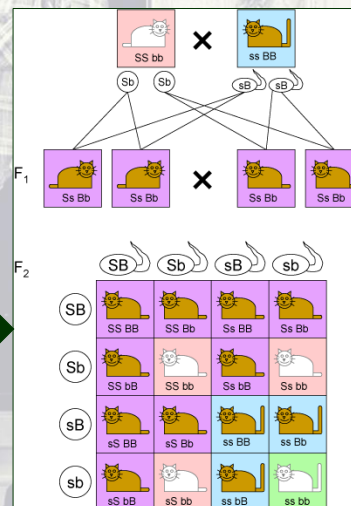 SS bb ss BB
Sb Sb sB sB
F1
Ss Bb Ss Bb Ss Bb Ss Bb
F2
SB Sb sB sb
SB
SS BB SS Bb Ss BB Ss Bb
Sb
SS bB SS bb Ss bB Ss bb
sB
sS BB sS Bb ss BB ss Bb
sb
sS bB sS bb ss bB ss bb